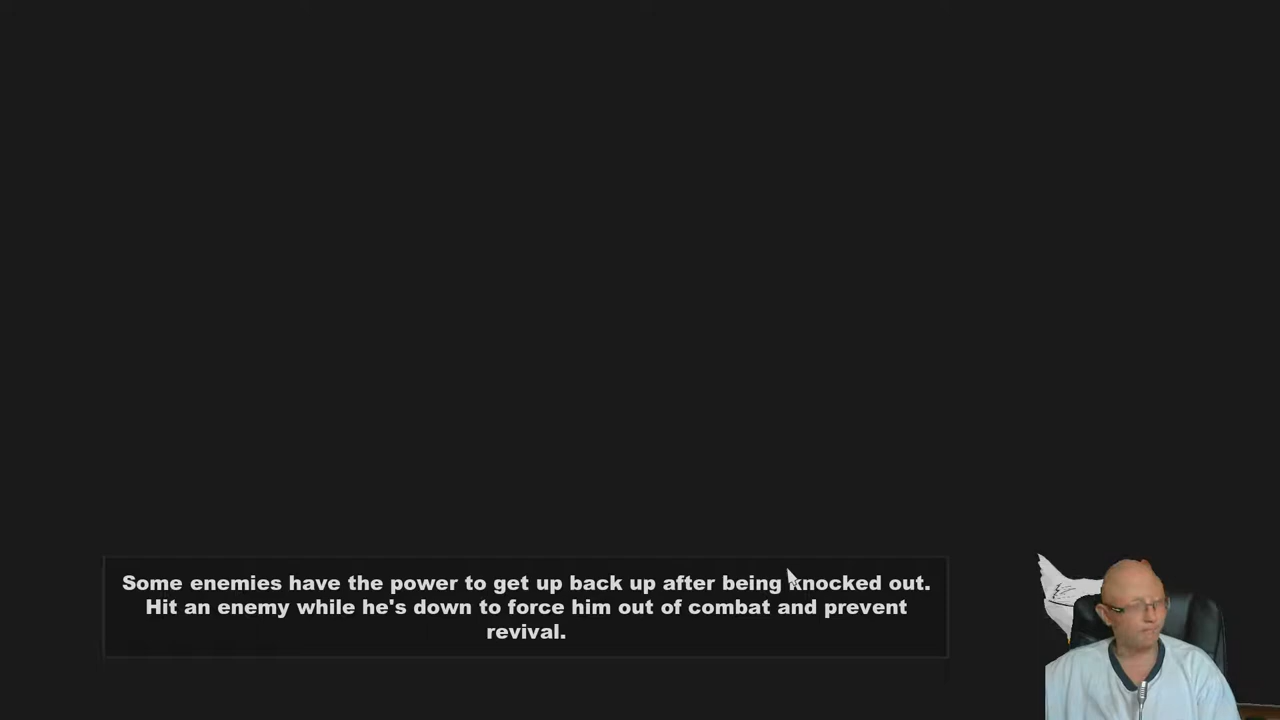 Some enemies have the power to get up back up after being knocked out.
Hit an enemy while he's down to force him out of combat and prevent
revival.